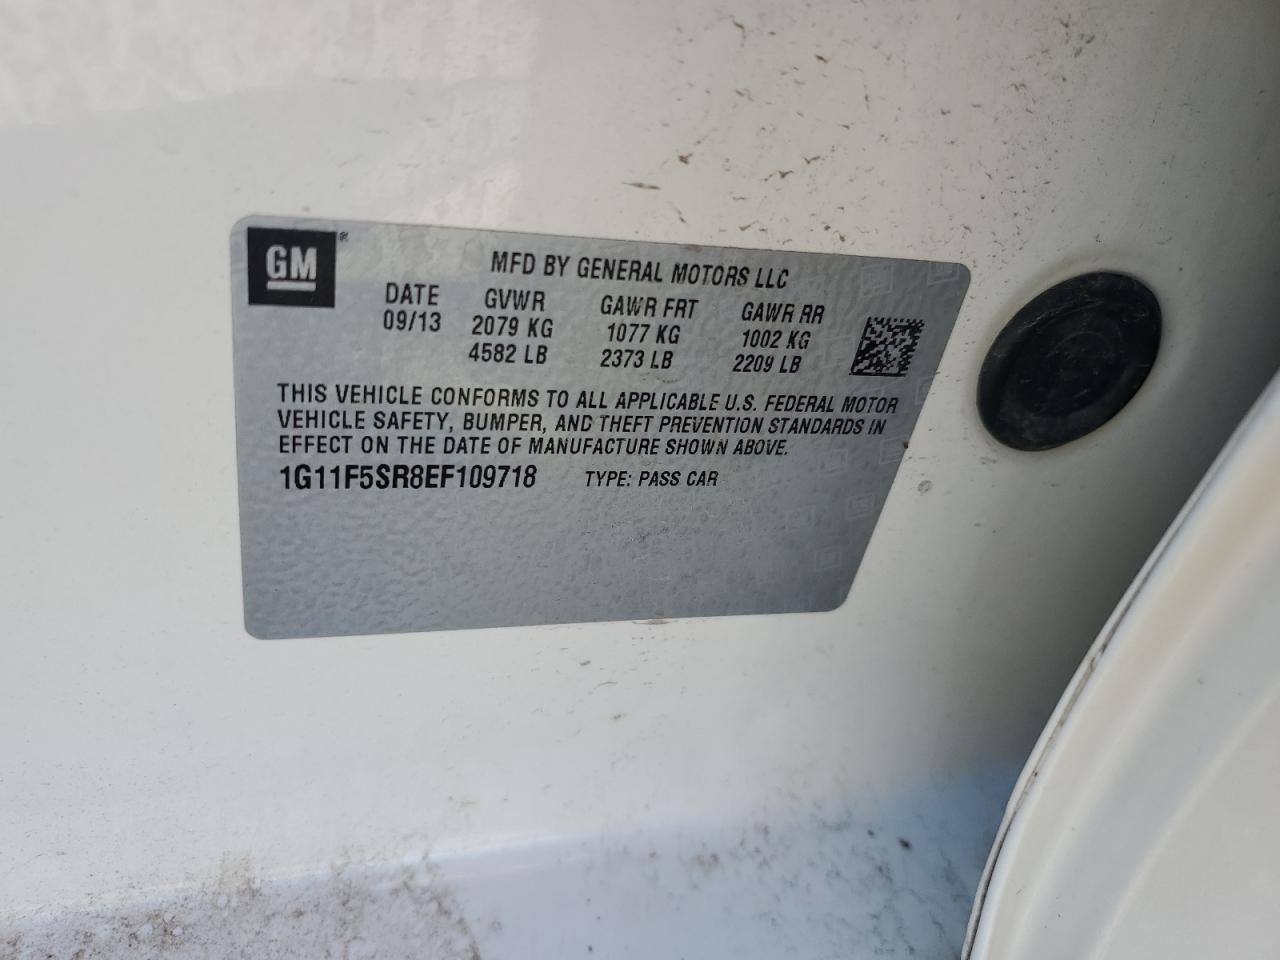 GM®
MFD BY GENERAL MOTORS LLC
DATE GVWR GAWR FRT GAWR RR
09/13 2079 KG 1077 KG 1002 KG
4582 LB 2373 LB 2209 LB
THIS VEHICLE CONFORMS TO ALL APPLICABLE U.S. FEDERAL MOTOR
VEHICLE SAFETY, BUMPER, AND THEFT PREVENTION STANDARDS IN
EFFECT ON THE DATE OF MANUFACTURE SHOWN ABOVE.
1G11F5SR8EF109718 TYPE: PASS CAR